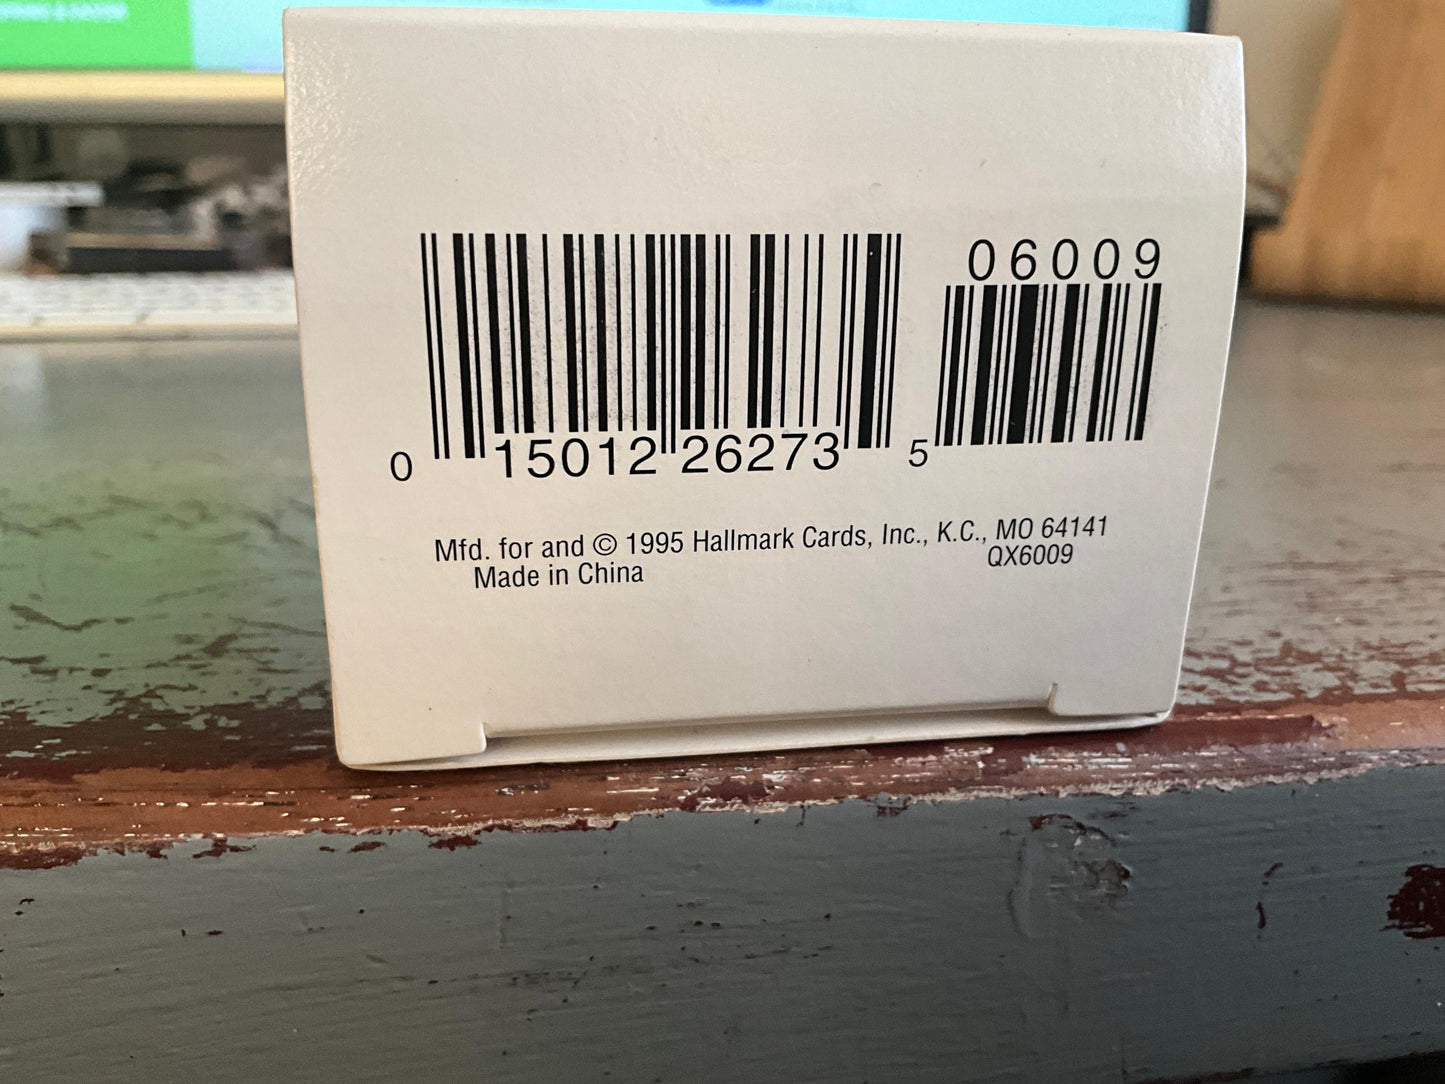 06009
0 15012 26273 5
Mfd. for and © 1995 Hallmark Cards, Inc., K.C., MO 64141
Made in China QX6009